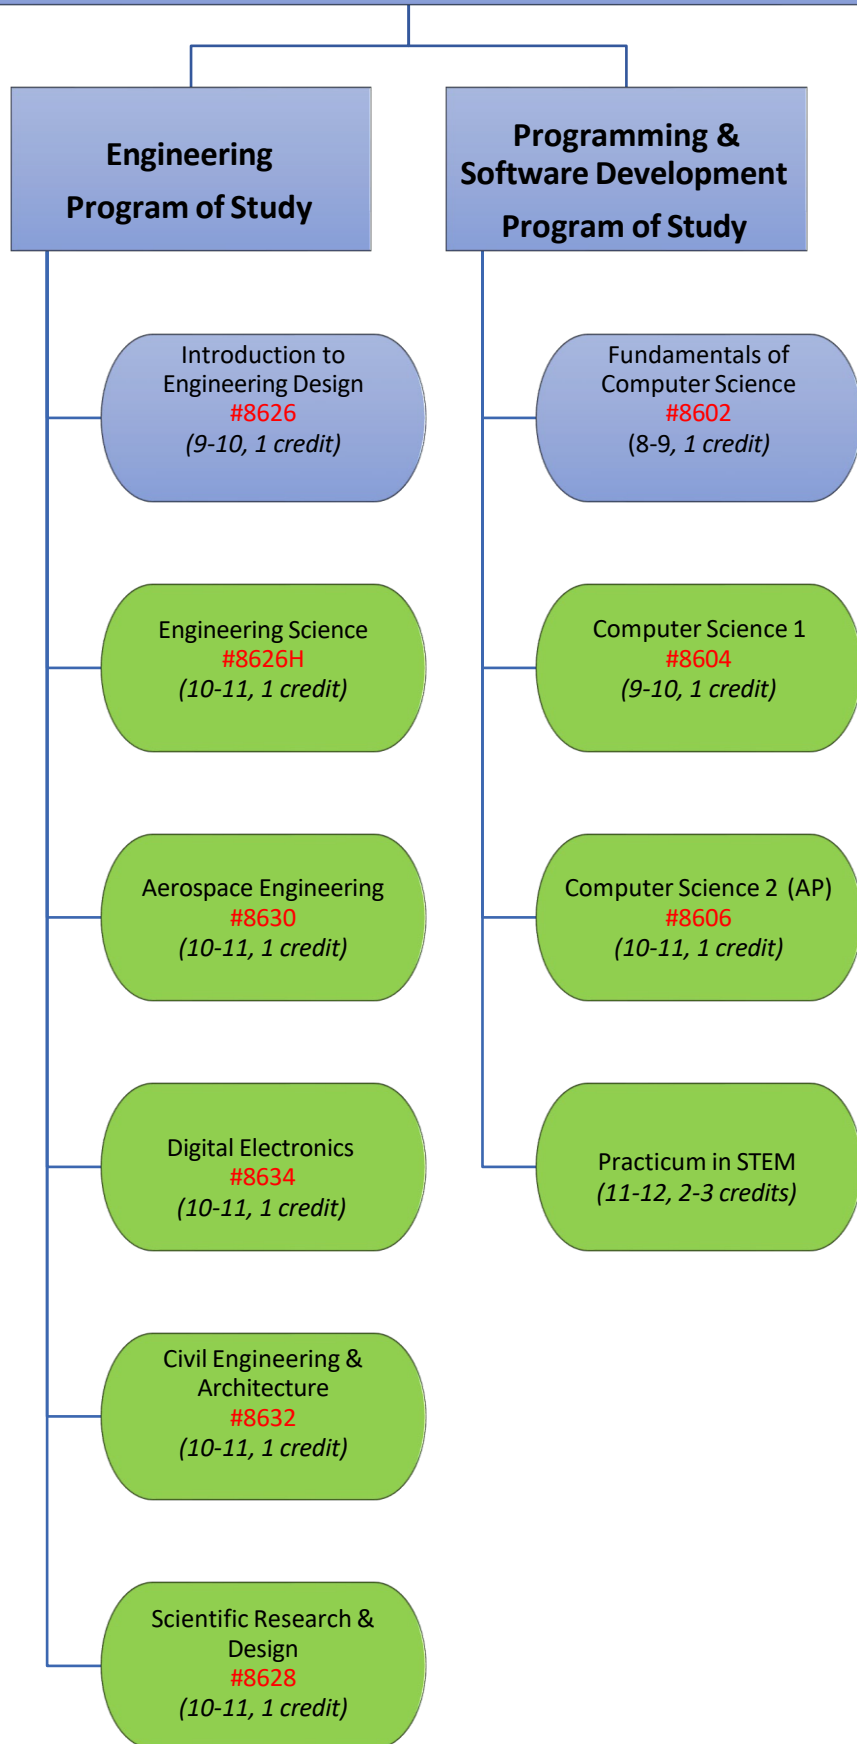 Engineering
Program of Study
Programming &
Software Development
Program of Study
Introduction to
Engineering Design
#8626
(9-10, 1 credit)
Fundamentals of
Computer Science
#8602
(8-9, 1 credit)
Engineering Science
#8626H
(10-11, 1 credit)
Computer Science 1
#8604
(9-10, 1 credit)
Aerospace Engineering
#8630
(10-11, 1 credit)
Computer Science 2 (AP)
#8606
(10-11, 1 credit)
Digital Electronics
#8634
(10-11, 1 credit)
Practicum in STEM
(11-12, 2-3 credits)
Civil Engineering &
Architecture
#8632
(10-11, 1 credit)
Scientific Research &
Design
#8628
(10-11, 1 credit)